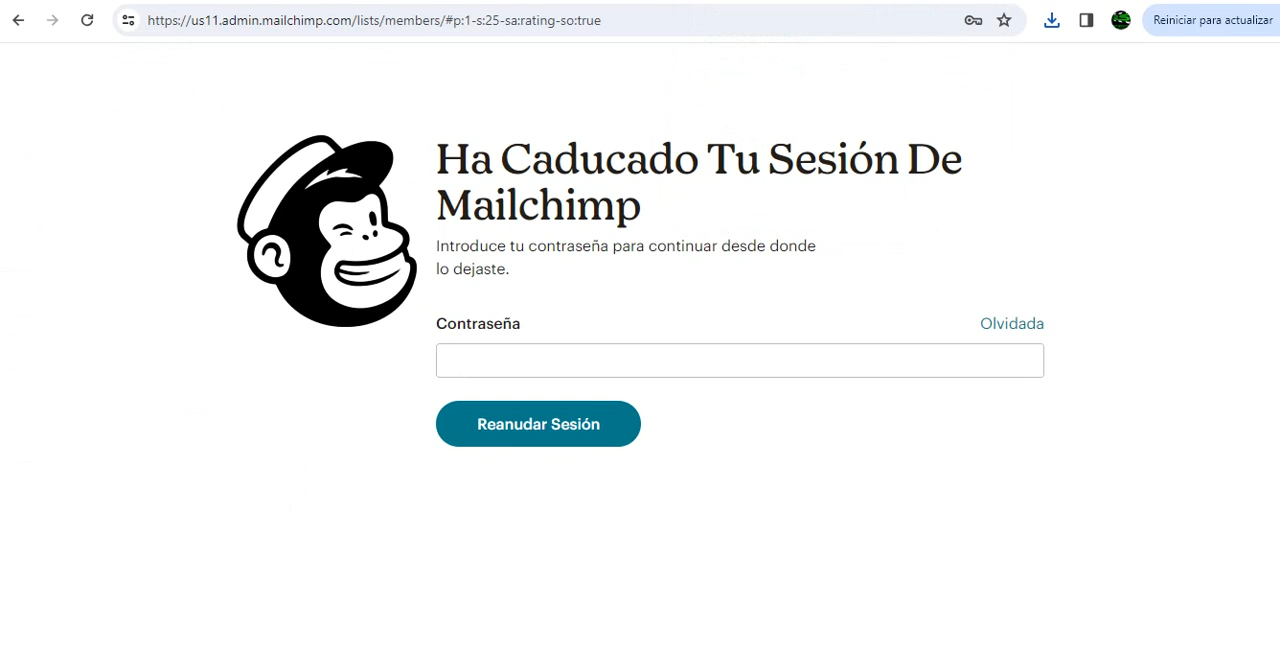 https://us11.admin.mailchimp.com/lists/members/#p:1-s:25-sa:rating-so:true
Reiniciar para actualizar
Ha Caducado Tu Sesión De
Mailchimp
Introduce tu contraseña para continuar desde donde
lo dejaste.
Contraseña
Olvidada
Reanudar Sesión